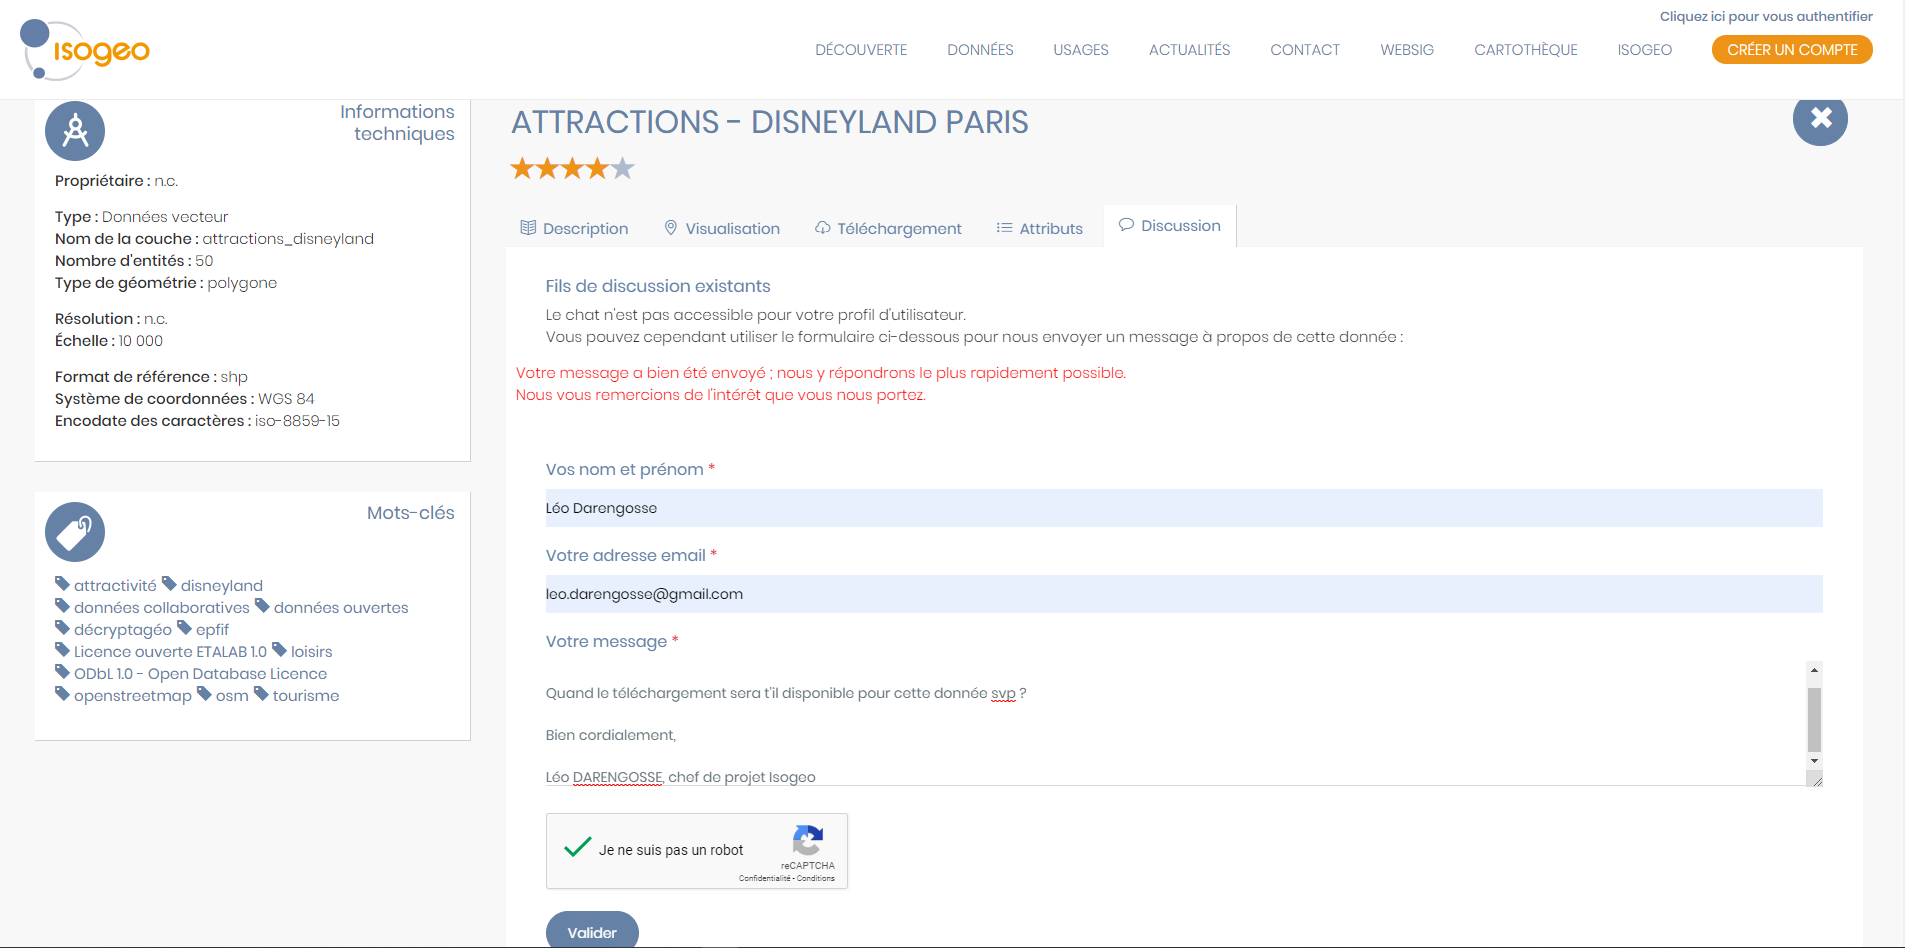 Cliquez ici pour vous authentifier
isogeo
DÉCOUVERTE DONNÉES USAGES ACTUALITÉS CONTACT WEBSIG CARTOTHÈQUE ISOGEO CRÉER UN COMPTE
Informations
techniques
Propriétaire : n.c.
Type : Données vecteur
Nom de la couche : attractions_disneyland
Nombre d'entités : 50
Type de géométrie : polygone
Résolution : n.c.
Échelle : 10 000
Format de référence : shp
Système de coordonnées : WGS 84
Encodate des caractères : iso-8859-15
Mots-clés
attractivité disneyland
données collaboratives données ouvertes
décryptagéo epfif
Licence ouverte ETALAB 1.0 loisirs
ODbL 1.0 - Open Database Licence
openstreetmap osm tourisme
ATTRACTIONS - DISNEYLAND PARIS
Description Visualisation Téléchargement Attributs Discussion
Fils de discussion existants
Le chat n'est pas accessible pour votre profil d'utilisateur.
Vous pouvez cependant utiliser le formulaire ci-dessous pour nous envoyer un message à propos de cette donnée :
Votre message a bien été envoyé ; nous y répondrons le plus rapidement possible.
Nous vous remercions de l'intérêt que vous nous portez.
Vos nom et prénom *
Léo Darengosse
Votre adresse email *
leo.darengosse@gmail.com
Votre message *
Quand le téléchargement sera t'il disponible pour cette donnée svp ?
Bien cordialement,
Léo DARENGOSSE, chef de projet Isogeo
Je ne suis pas un robot
reCAPTCHA
Confidentialité - Conditions
Valider